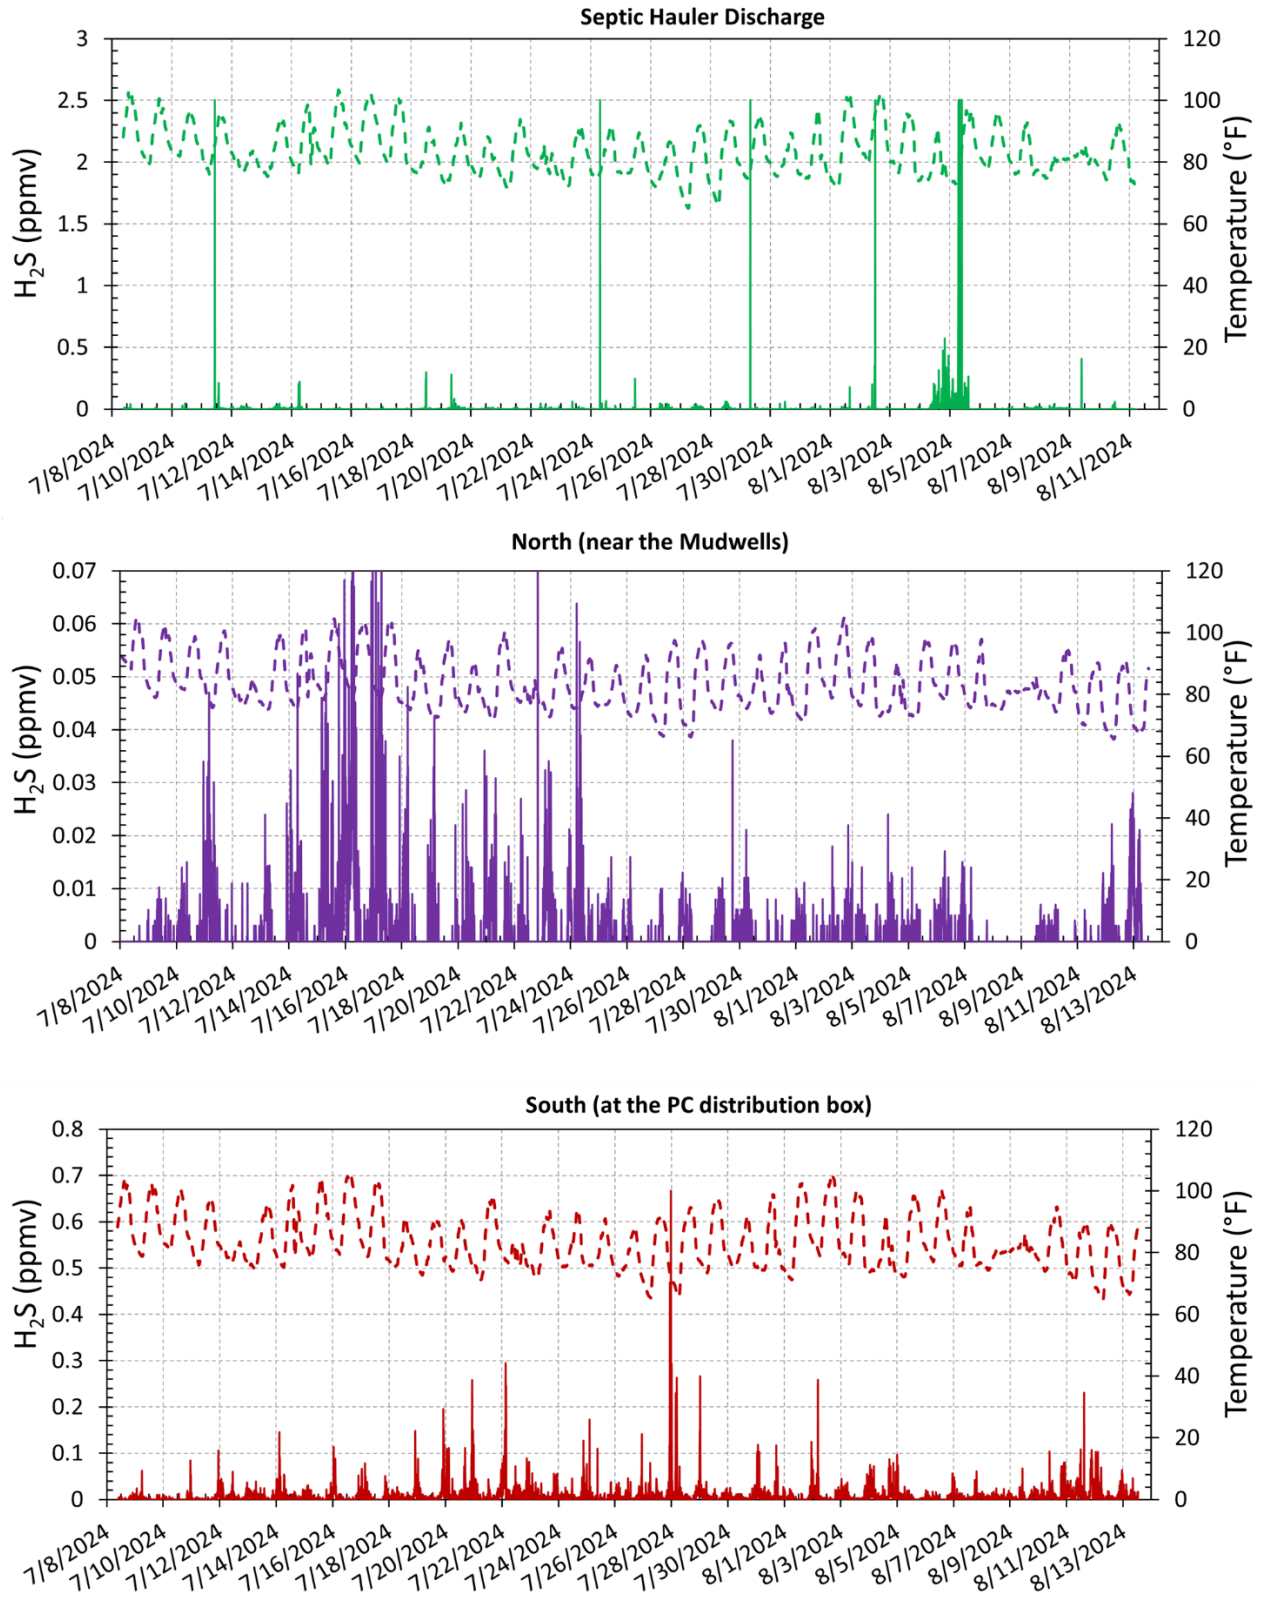 Septic Hauler Discharge
3 120
2.5 100
2 80
1.5 60
1 40
0.5 20
0 0
H₂S (ppmv)
Temperature (°F)
7/8/2024 7/10/2024 7/12/2024 7/14/2024 7/16/2024 7/18/2024 7/20/2024 7/22/2024 7/24/2024 7/26/2024 7/28/2024 7/30/2024 8/1/2024 8/3/2024 8/5/2024 8/7/2024 8/9/2024 8/11/2024
North (near the Mudwells)
0.07 120
0.06 100
0.05 80
0.04 60
0.03 40
0.02 20
0.01 0
0
H₂S (ppmv)
Temperature (°F)
7/8/2024 7/10/2024 7/12/2024 7/14/2024 7/16/2024 7/18/2024 7/20/2024 7/22/2024 7/24/2024 7/26/2024 7/28/2024 7/30/2024 8/1/2024 8/3/2024 8/5/2024 8/7/2024 8/9/2024 8/11/2024 8/13/2024
South (at the PC distribution box)
0.8 120
0.7 100
0.6 80
0.5 60
0.4 40
0.3 20
0.2 0
0.1
0
H₂S (ppmv)
Temperature (°F)
7/8/2024 7/10/2024 7/12/2024 7/14/2024 7/16/2024 7/18/2024 7/20/2024 7/22/2024 7/24/2024 7/26/2024 7/28/2024 7/30/2024 8/1/2024 8/3/2024 8/5/2024 8/7/2024 8/9/2024 8/11/2024 8/13/2024